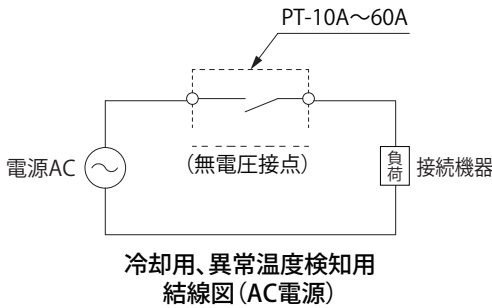 PT-10A～60A
(無電圧接点)
電源AC
負荷
接続機器
冷却用、異常温度検知用
結線図(AC電源)